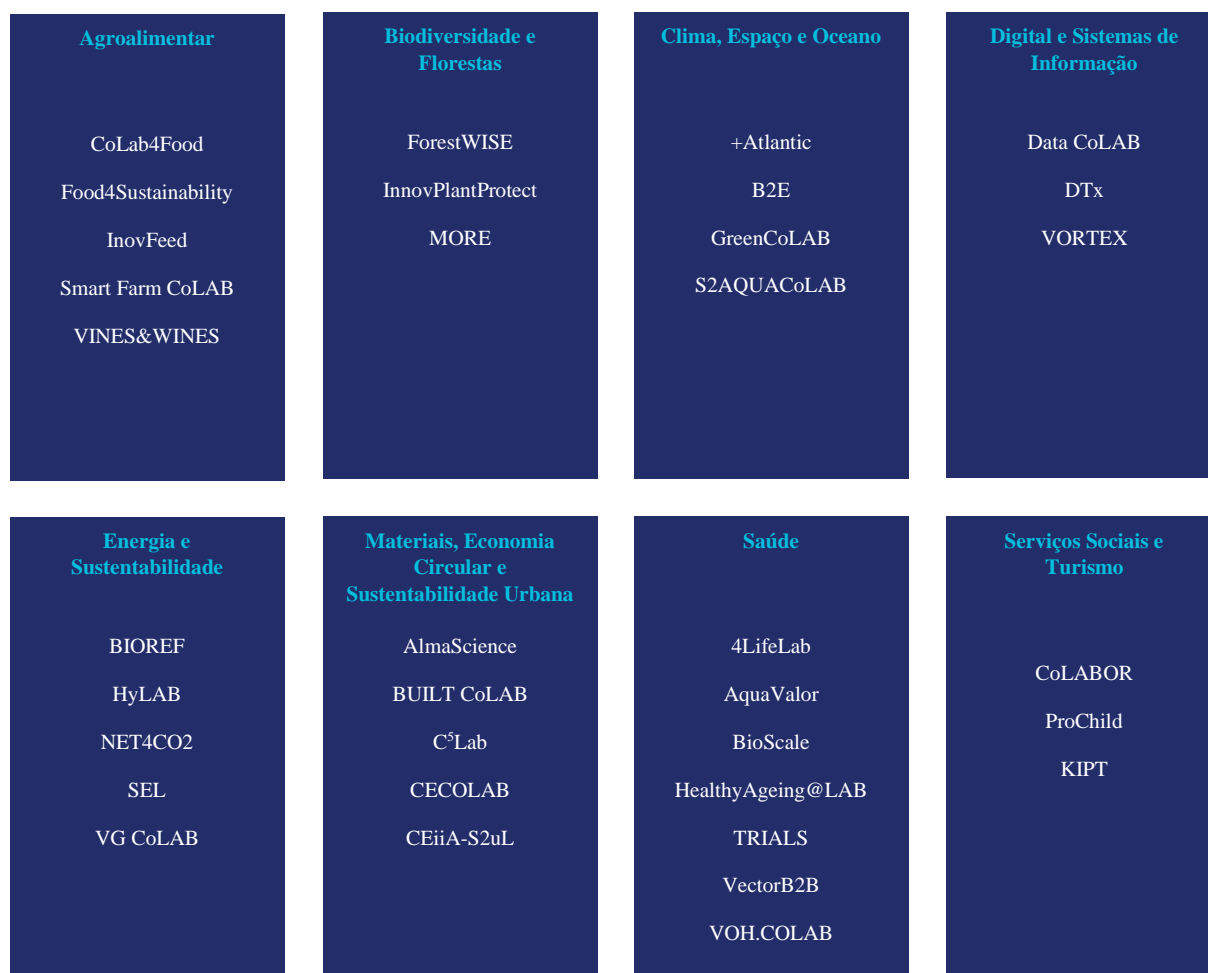 Agroalimentar
CoLab4Food
Food4Sustainability
InovFeed
Smart Farm CoLAB
VINES&WINES
Biodiversidade e
Florestas
ForestWISE
InnovPlantProtect
MORE
Clima, Espaço e Oceano
+Atlantic
B2E
GreenCoLAB
S2AQUACoLAB
Digital e Sistemas de
Informação
Data CoLAB
DTx
VORTEX
Energia e
Sustentabilidade
BIOREF
HyLAB
NET4CO2
SEL
VG CoLAB
Materiais, Economia
Circular e
Sustentabilidade Urbana
AlmaScience
BUILT CoLAB
C⁵Lab
CECOLAB
CEiiA-S2uL
Saúde
4LifeLab
AquaValor
BioScale
HealthyAgeing@LAB
TRIALS
VectorB2B
VOH.COLAB
Serviços Sociais e
Turismo
CoLABOR
ProChild
KIPT